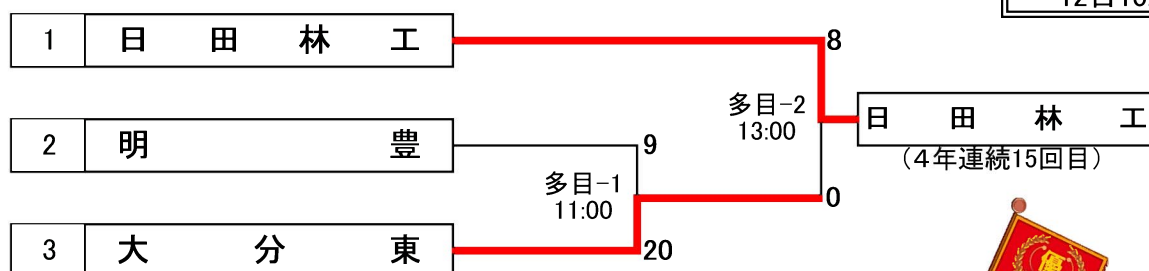 1 日田林工
8
多目-2
13:00
日田林工
(4年連続15回目)
2 明豊
9
多目-1
11:00
0
3 大分東
20
優